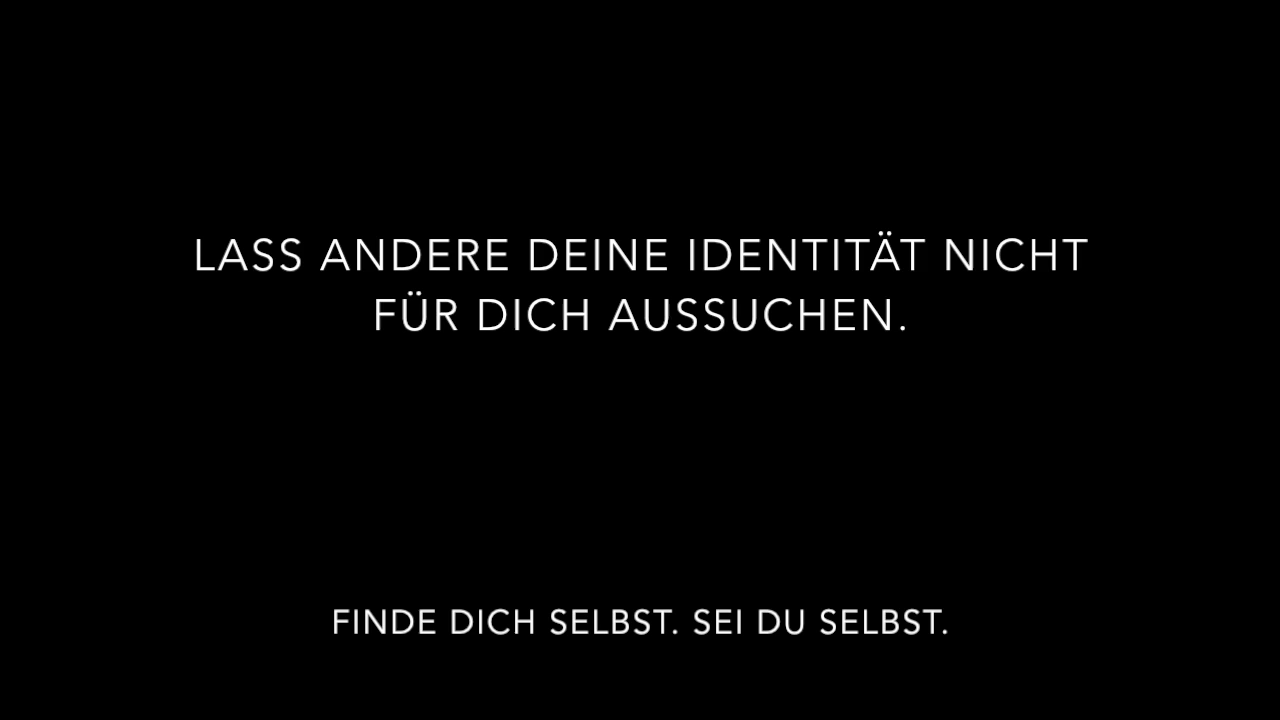 LASS ANDERE DEINE IDENTITÄT NICHT
FÜR DICH AUSSUCHEN.
FINDE DICH SELBST. SEI DU SELBST.